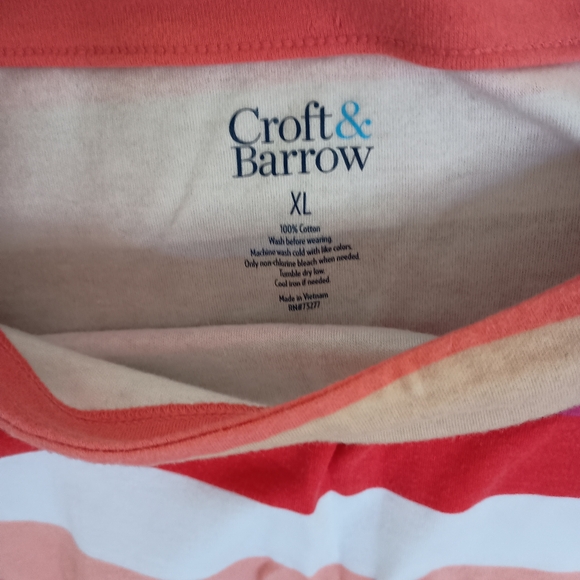 Croft&
Barrow
XL
100% Cotton
Wash before wearing.
Machine wash cold with like colors.
Only non-chlorine bleach when needed.
Tumble dry low.
Cool iron if needed.
Made in Vietnam
RN#73277